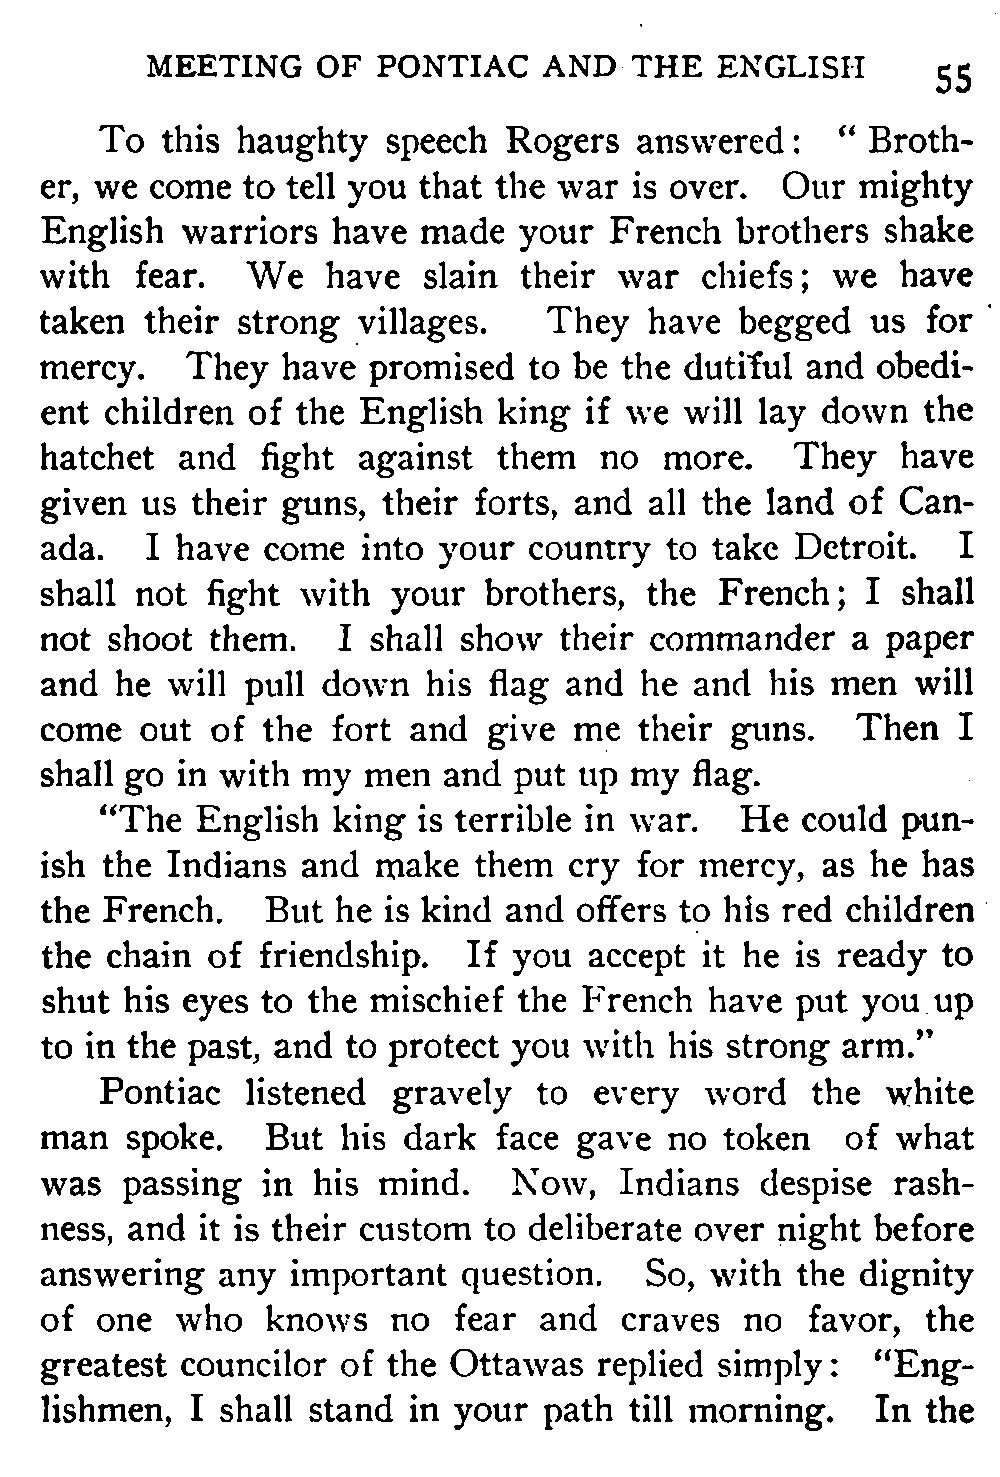 MEETING OF PONTIAC AND THE ENGLISH 55
To this haughty speech Rogers answered: " Broth-
er, we come to tell you that the war is over. Our mighty
English warriors have made your French brothers shake
with fear. We have slain their war chiefs; we have
taken their strong villages. They have begged us for
mercy. They have promised to be the dutiful and obedi-
ent children of the English king if we will lay down the
hatchet and fight against them no more. They have
given us their guns, their forts, and all the land of Can-
ada. I have come into your country to take Detroit. I
shall not fight with your brothers, the French; I shall
not shoot them. I shall show their commander a paper
and he will pull down his flag and he and his men will
come out of the fort and give me their guns. Then I
shall go in with my men and put up my flag.
"The English king is terrible in war. He could pun-
ish the Indians and make them cry for mercy, as he has
the French. But he is kind and offers to his red children
the chain of friendship. If you accept it he is ready to
shut his eyes to the mischief the French have put you up
to in the past, and to protect you with his strong arm."
Pontiac listened gravely to every word the white
man spoke. But his dark face gave no token of what
was passing in his mind. Now, Indians despise rash-
ness, and it is their custom to deliberate over night before
answering any important question. So, with the dignity
of one who knows no fear and craves no favor, the
greatest councilor of the Ottawas replied simply: "Eng-
lishmen, I shall stand in your path till morning. In the